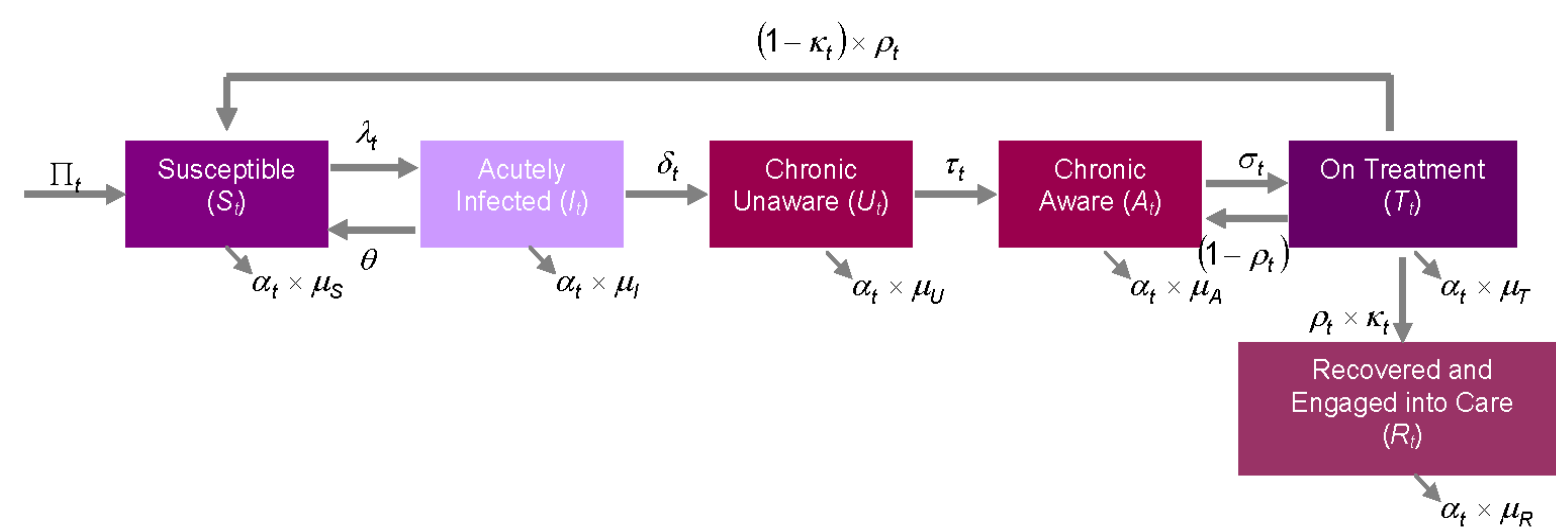 (1 − κt) × ρt
Πt
Susceptible
(St)
λt
θ
Acutely
Infected (It)
δt
Chronic
Unaware (Ut)
τt
Chronic
Aware (At)
σt
(1 − ρt)
On Treatment
(Tt)
αt × μS
αt × μI
αt × μU
αt × μA
αt × μT
ρt × κt
Recovered and
Engaged into Care
(Rt)
αt × μR